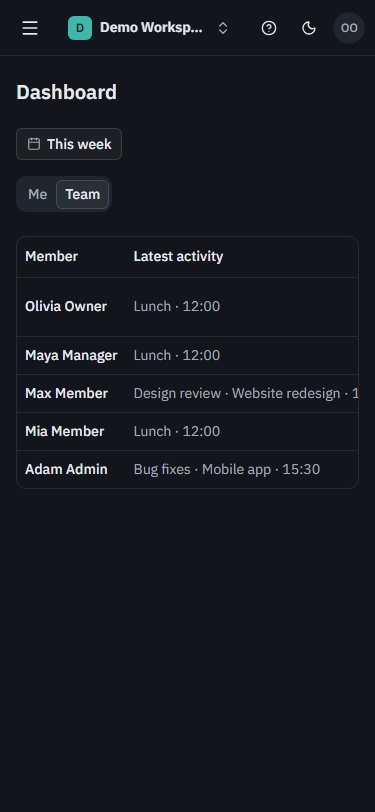 D Demo Worksp... OO
Dashboard
This week
Me Team
Member Latest activity
Olivia Owner Lunch · 12:00
Maya Manager Lunch · 12:00
Max Member Design review · Website redesign · 1
Mia Member Lunch · 12:00
Adam Admin Bug fixes · Mobile app · 15:30